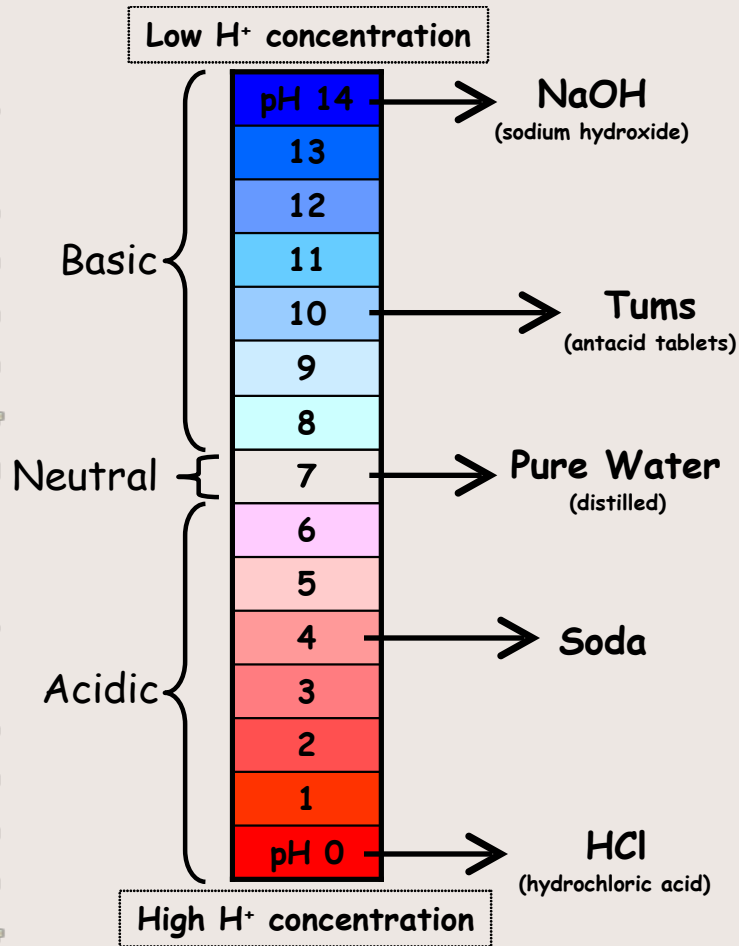 Low H⁺ concentration
pH 14
NaOH
(sodium hydroxide)
13
12
Basic
11
10
Tums
(antacid tablets)
9
8
Neutral
7
Pure Water
(distilled)
6
5
4
Soda
Acidic
3
2
1
pH 0
HCl
(hydrochloric acid)
High H⁺ concentration